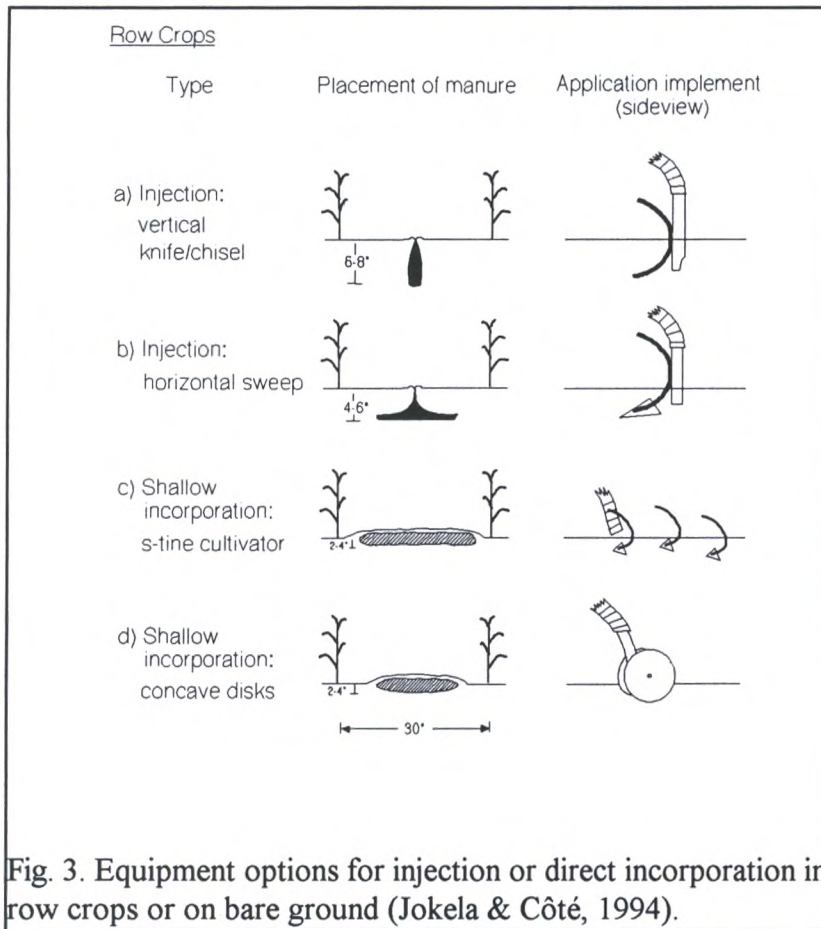 Row Crops
Type Placement of manure Application implement
(sideview)
a) Injection:
vertical
knife/chisel
6-8"
b) Injection:
horizontal sweep
4-6"
c) Shallow
incorporation:
s-tine cultivator
2-4"
d) Shallow
incorporation:
concave disks
2-4"
30"
Fig. 3. Equipment options for injection or direct incorporation in
row crops or on bare ground (Jokela & Côté, 1994).